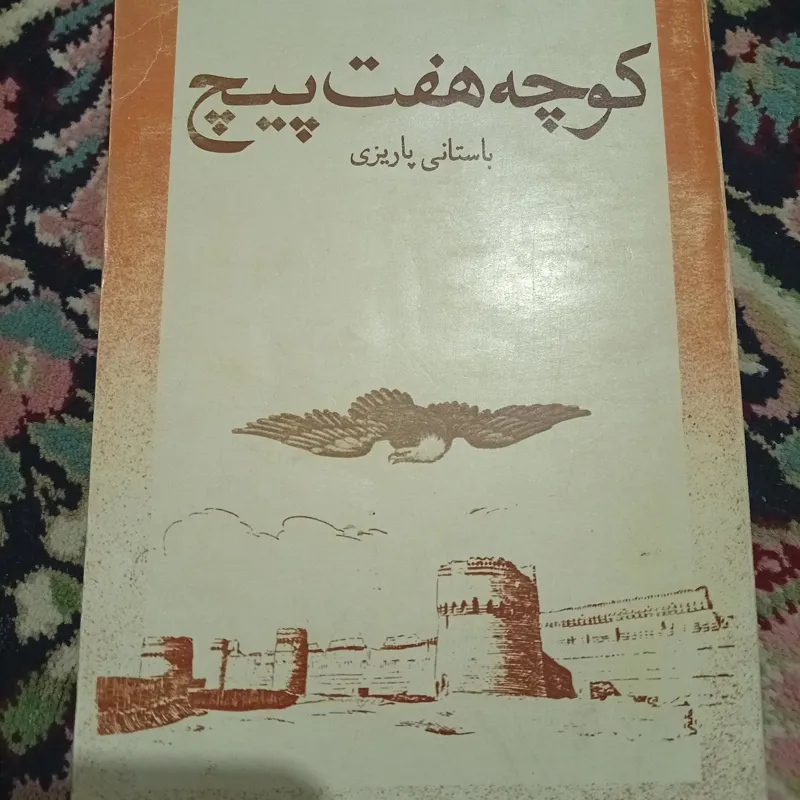 کوچه هفت پیچ
باستانی پاریزی